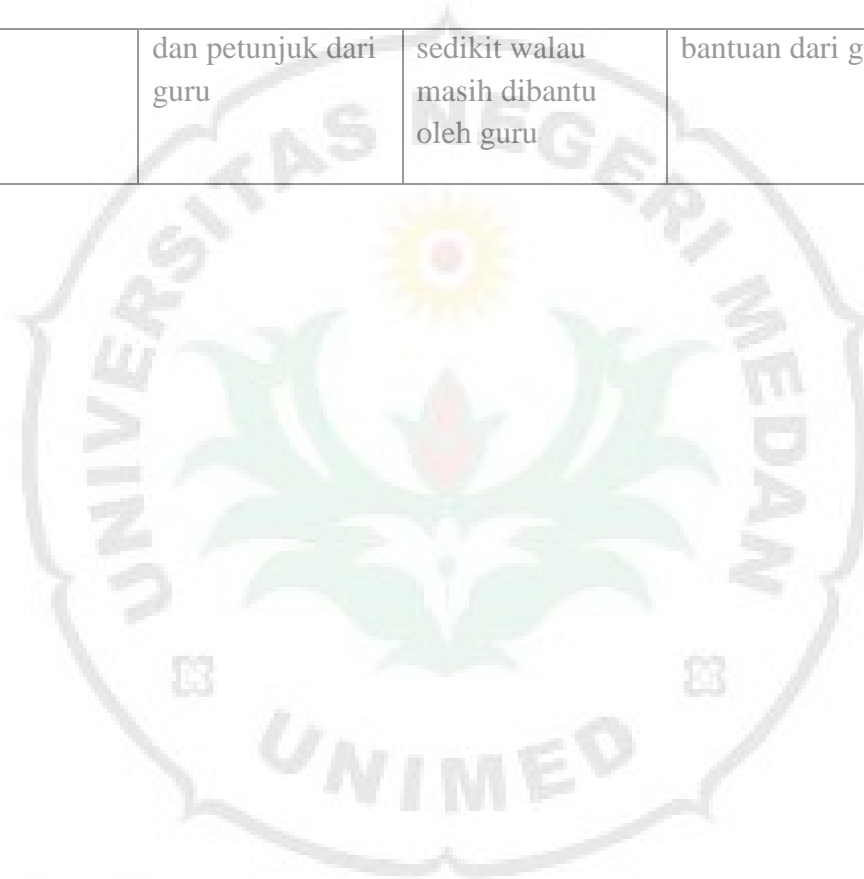 dan petunjuk dari
guru
sedikit walau
masih dibantu
oleh guru
bantuan dari
UNIVERSITAS NEGERI MEDAN
UNIMED